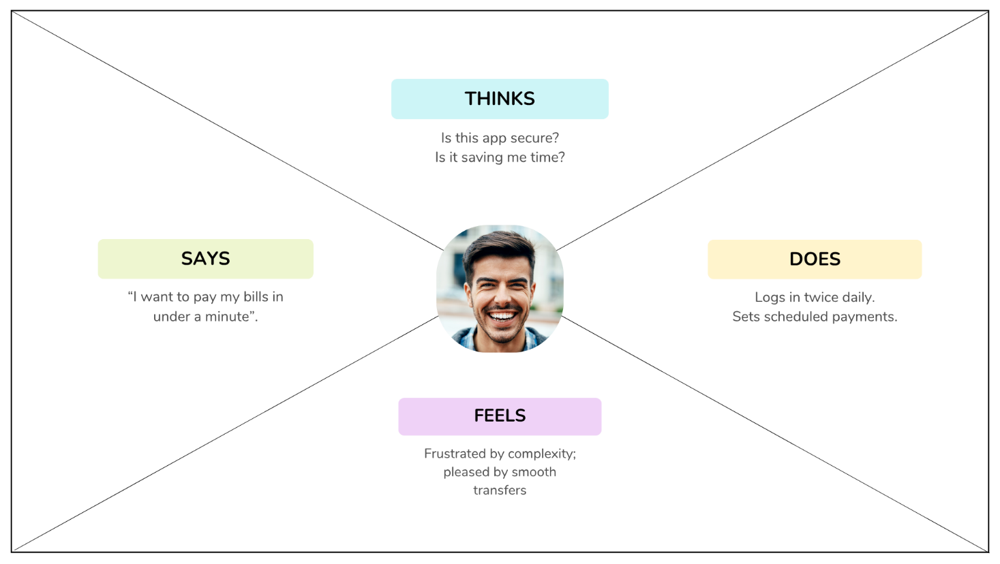 THINKS
Is this app secure?
Is it saving me time?
SAYS
“I want to pay my bills in
under a minute”.
DOES
Logs in twice daily.
Sets scheduled payments.
FEELS
Frustrated by complexity;
pleased by smooth
transfers